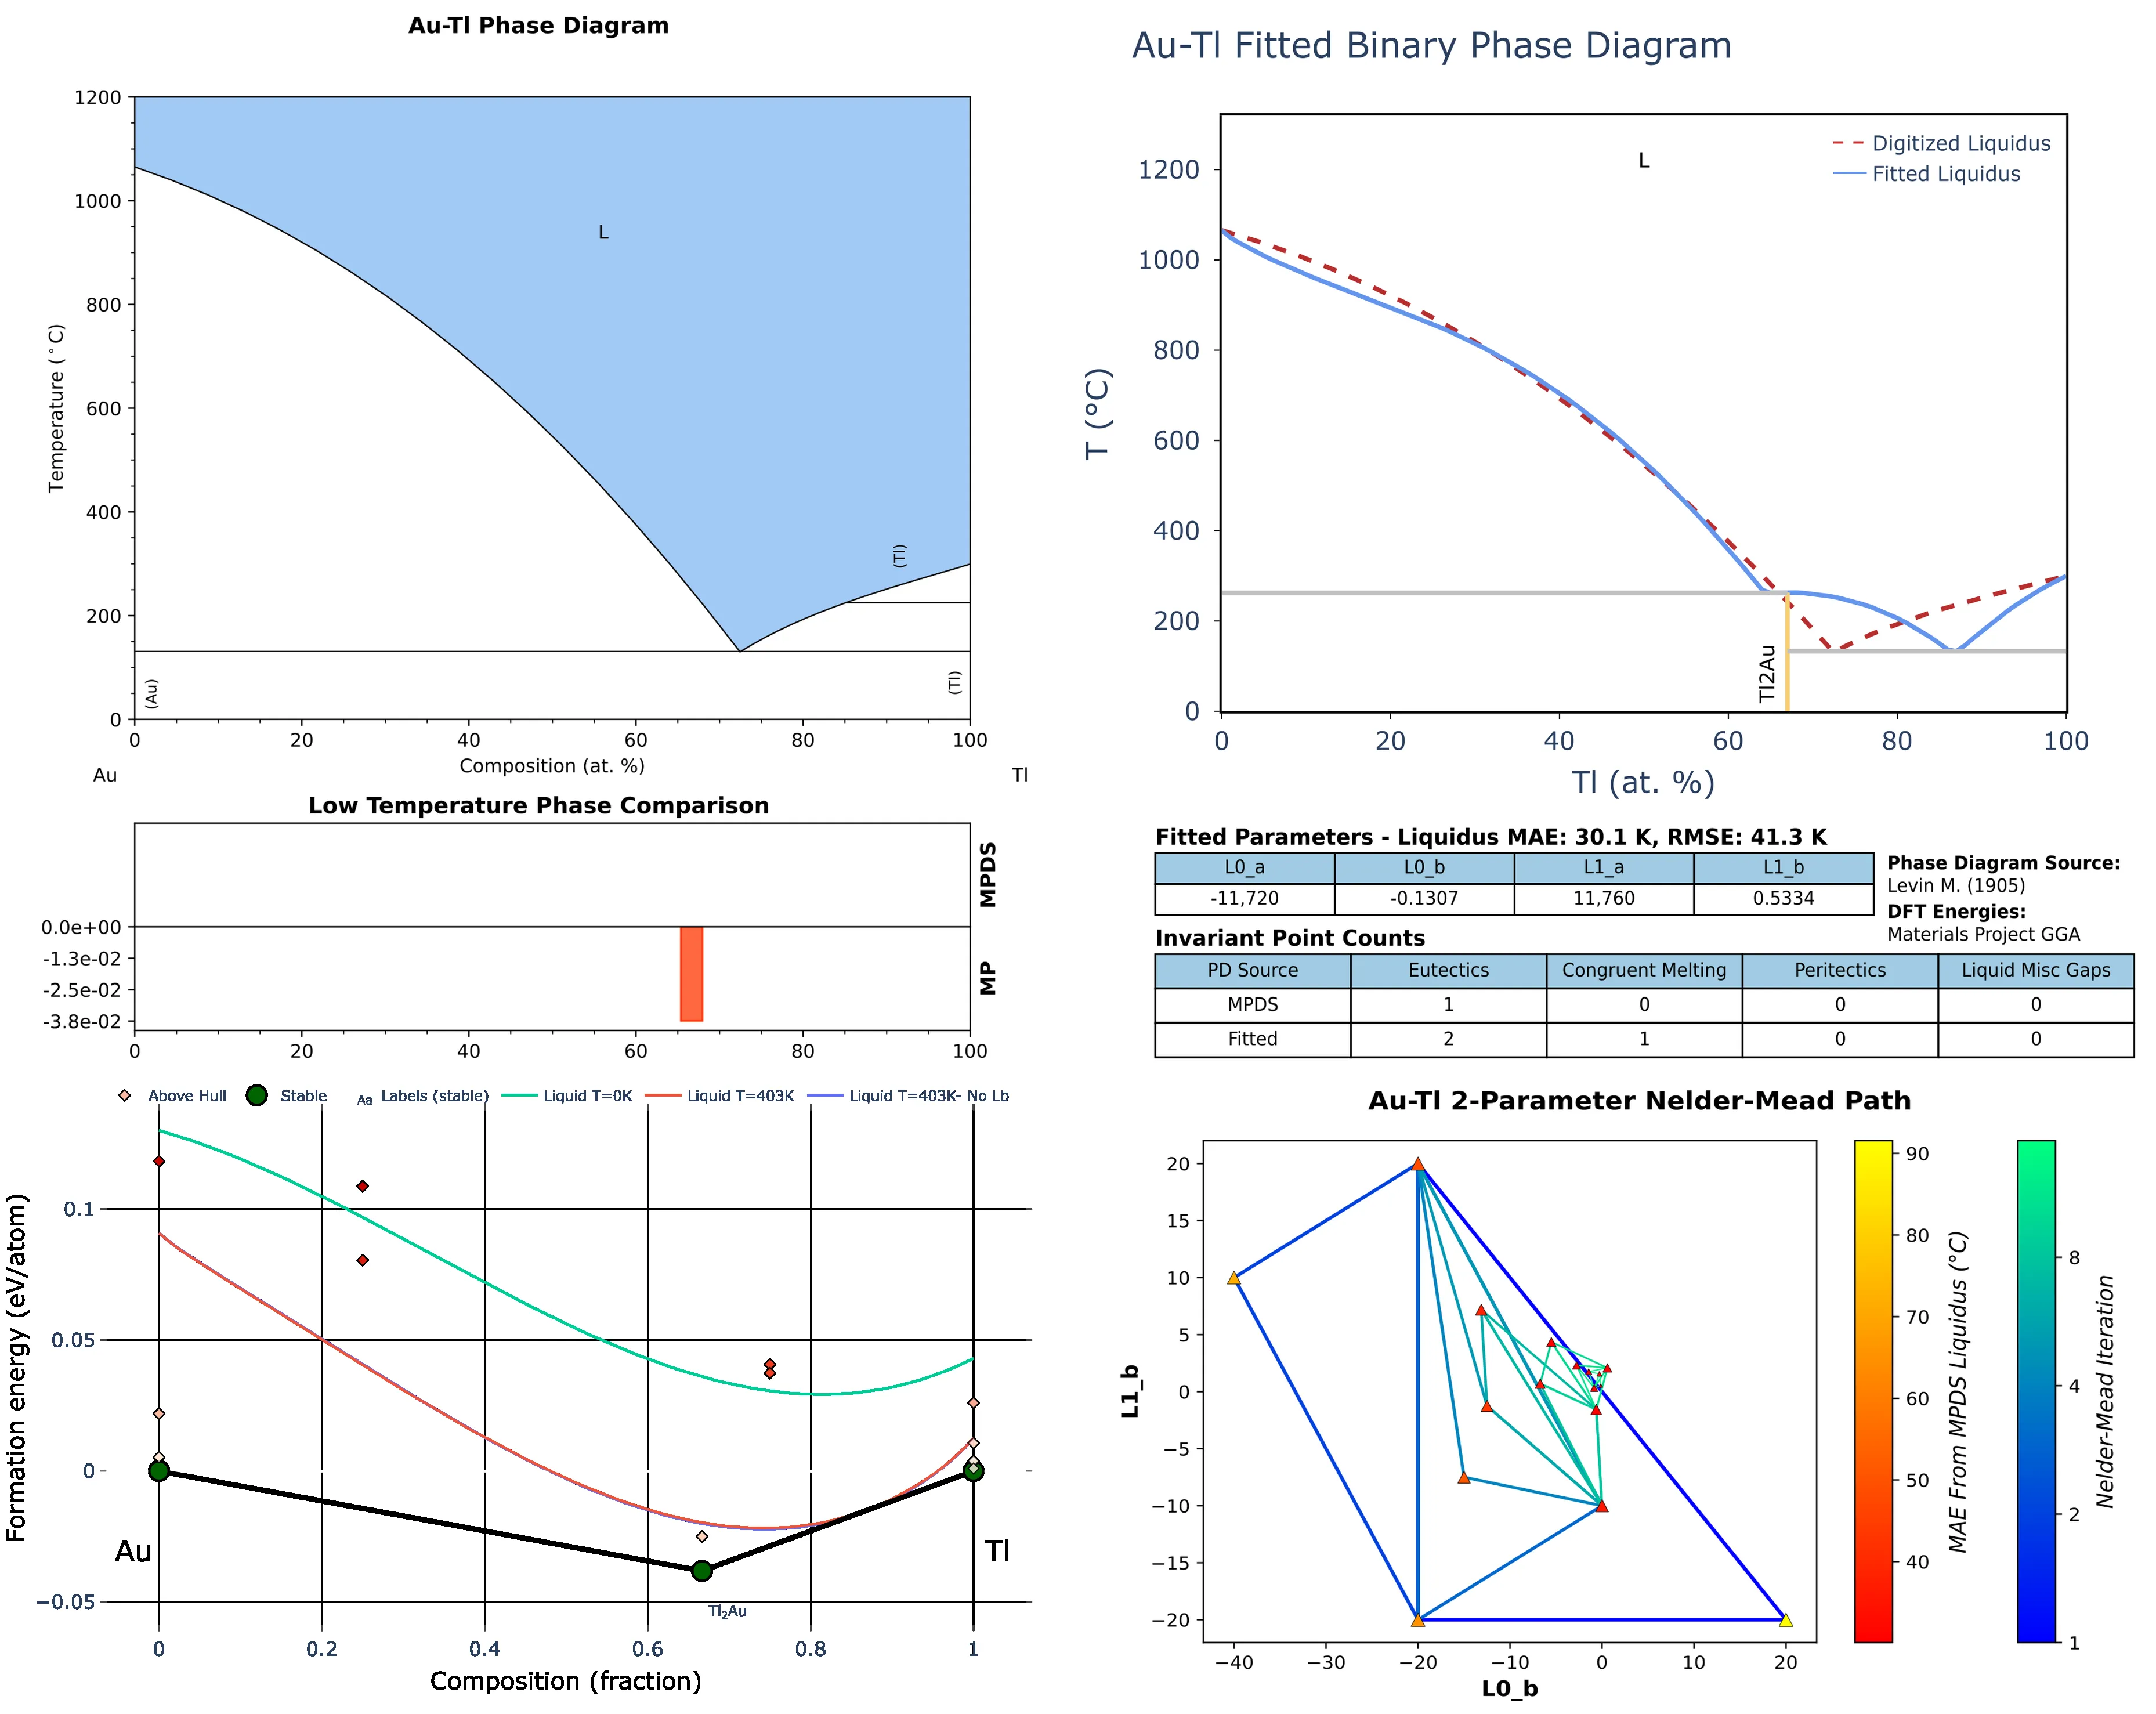 Au-Tl Phase Diagram
1200
1000
800
600
400
200
0
Temperature (°C)
L
(Tl)
(Au)
(Tl)
0 20 40 60 80 100
Composition (at. %)
Au Tl
Au-Tl Fitted Binary Phase Diagram
Digitized Liquidus
Fitted Liquidus
L
1200
1000
800
600
400
200
0
T (°C)
Tl2Au
0 20 40 60 80 100
Tl (at. %)
Low Temperature Phase Comparison
MPDS
MP
0.0e+00
-1.3e-02
-2.5e-02
-3.8e-02
0 20 40 60 80 100
Fitted Parameters - Liquidus MAE: 30.1 K, RMSE: 41.3 K
L0_a L0_b L1_a L1_b
-11,720 -0.1307 11,760 0.5334
Phase Diagram Source:
Levin M. (1905)
DFT Energies:
Materials Project GGA
Invariant Point Counts
PD Source Eutectics Congruent Melting Peritectics Liquid Misc Gaps
MPDS 1 0 0 0
Fitted 2 1 0 0
Above Hull Stable Aa Labels (stable) Liquid T=0K Liquid T=403K Liquid T=403K- No Lb
0.1
0.05
0
−0.05
Formation energy (eV/atom)
Au Tl
Tl₂Au
0 0.2 0.4 0.6 0.8 1
Composition (fraction)
Au-Tl 2-Parameter Nelder-Mead Path
20
15
10
5
0
−5
−10
−15
−20
L1_b
−40 −30 −20 −10 0 10 20
L0_b
90
80
70
60
50
40
MAE From MPDS Liquidus (°C)
8
4
2
1
Nelder-Mead Iteration